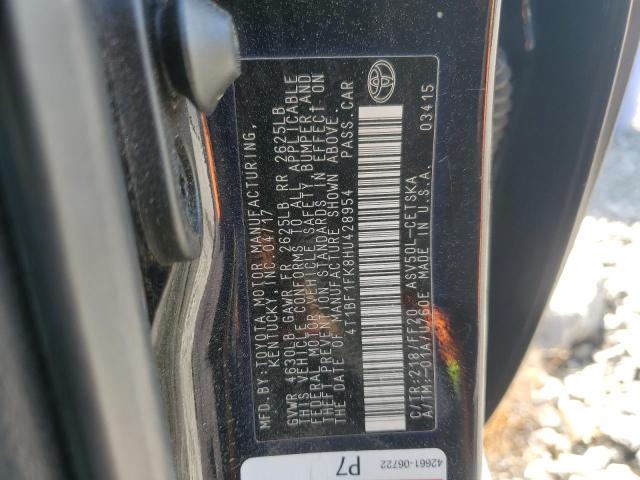 MFD.BY:TOYOTA MOTOR MANUFACTURING,
KENTUCKY, INC. 04/17
GVWR 4630LB GAWR FR 2625LB RR 2625LB
THIS VEHICLE CONFORMS TO ALL APPLICABLE
FEDERAL MOTOR VEHICLE SAFETY, BUMPER AND
THEFT PREVENTION STANDARDS IN EFFECT ON
THE DATE OF MANUFACTURE SHOWN ABOVE.
4T1BF1FK8HU428954 PASS.CAR
C/TR:218/FF20 ASV50L-CETSKA
A/TM:-01A/U760E MADE IN U.S.A.
03415
42661-06722
P7